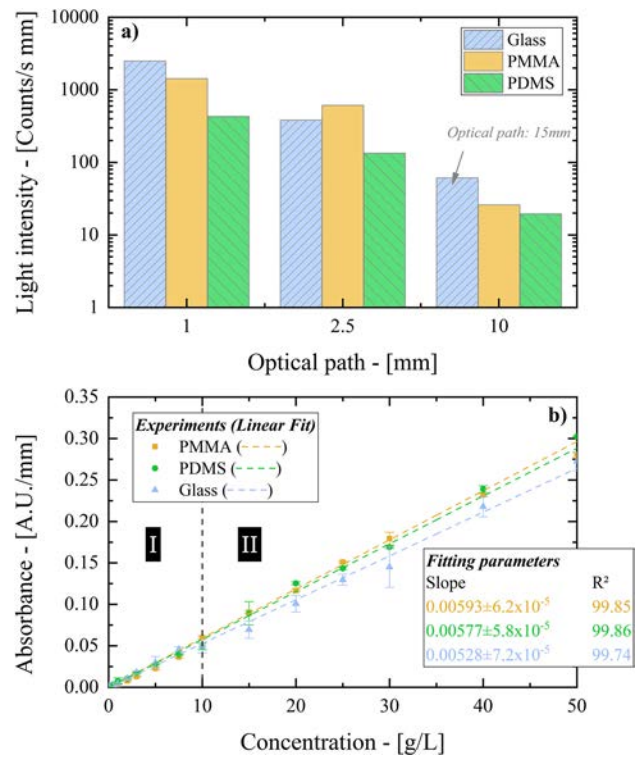 a)
Light intensity - [Counts/s mm]
10000
1000
100
10
1
Glass
PMMA
PDMS
Optical path: 15mm
1
2.5
10
Optical path - [mm]
b)
Absorbance - [A.U./mm]
0.35
0.30
0.25
0.20
0.15
0.10
0.05
0.00
Experiments (Linear Fit)
PMMA (-----)
PDMS (-----)
Glass (-----)
I
II
Fitting parameters
Slope R²
0.00593±6.2x10⁻⁵ 99.85
0.00577±5.8x10⁻⁵ 99.86
0.00528±7.2x10⁻⁵ 99.74
0
10
20
30
40
50
Concentration - [g/L]